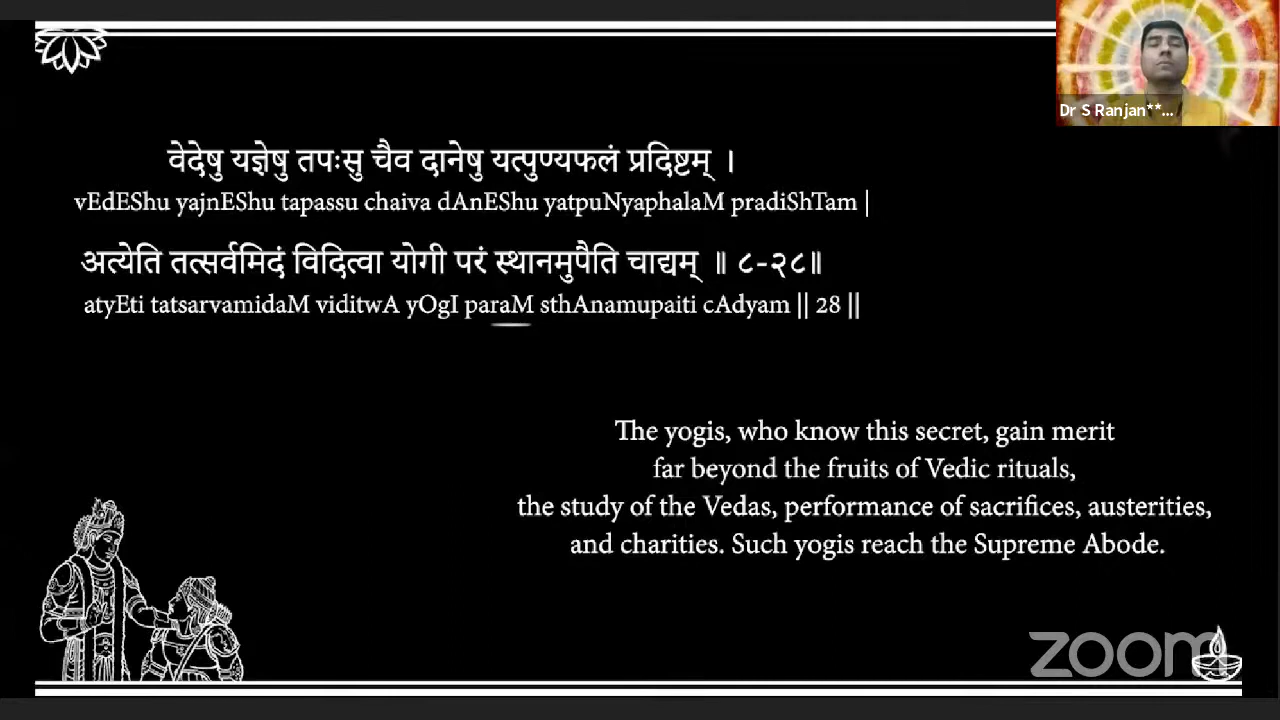 Dr S Ranjan**...
वेदेषु यज्ञेषु तपःसु चैव दानेषु यत्पुण्यफलं प्रदिष्टम् ।
vEdEShu yajnEShu tapassu chaiva dAnEShu yatpuNyaphalaM pradiShTam |
अत्येति तत्सर्वमिदं विदित्वा योगी परं स्थानमुपैति चाद्यम् ॥ ८-२८॥
atyEti tatsarvamidaM viditwA yOgI paraM sthAnamupaiti cAdyam || 28 ||
The yogis, who know this secret, gain merit
far beyond the fruits of Vedic rituals,
the study of the Vedas, performance of sacrifices, austerities,
and charities. Such yogis reach the Supreme Abode.
zoom